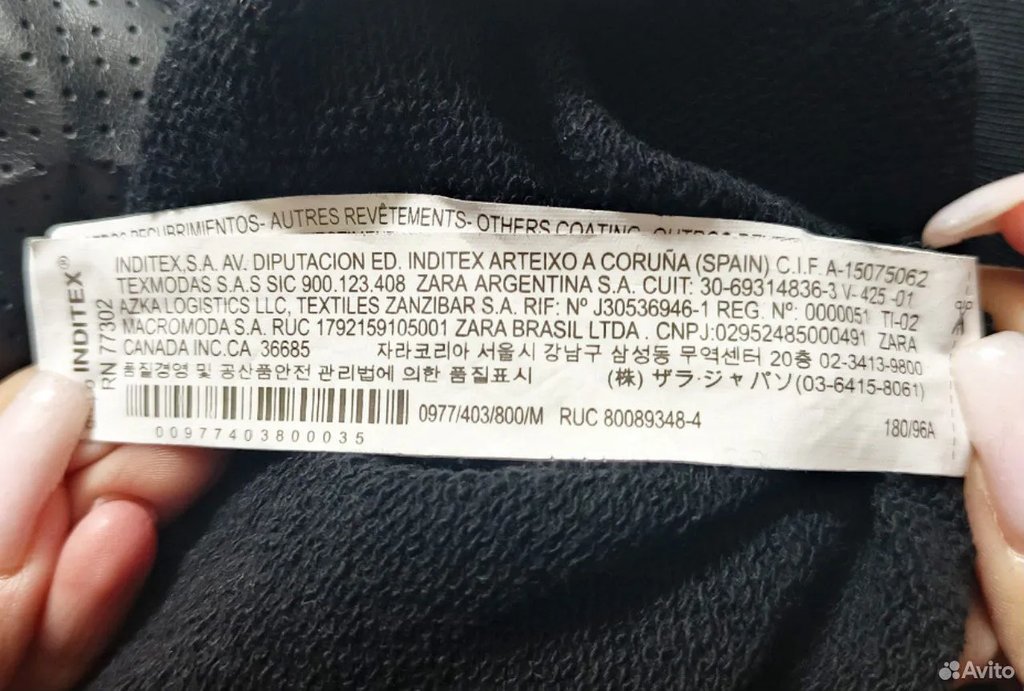 RECUBRIMIENTOS- AUTRES REVÊTEMENTS- OTHERS COATING-
INDITEX®
RN 77302
INDITEX,S.A. AV. DIPUTACION ED. INDITEX ARTEIXO A CORUÑA (SPAIN) C.I.F. A-15075062
TEXMODAS S.A.S SIC 900.123.408 ZARA ARGENTINA S.A. CUIT: 30-69314836-3 V- 425 -01
AZKA LOGISTICS LLC, TEXTILES ZANZIBAR S.A. RIF: Nº J30536946-1 REG. Nº: 0000051 TI-02
MACROMODA S.A. RUC 1792159105001 ZARA BRASIL LTDA . CNPJ:02952485000491 ZARA
CANADA INC.CA 36685 자라코리아 서울시 강남구 삼성동 무역센터 20층 02-3413-9800
품질경영 및 공산품안전 관리법에 의한 품질표시 (株) ザラ·ジャパン(03-6415-8061)
0977/403/800/M RUC 80089348-4 180/96A
00977403800035
Avito